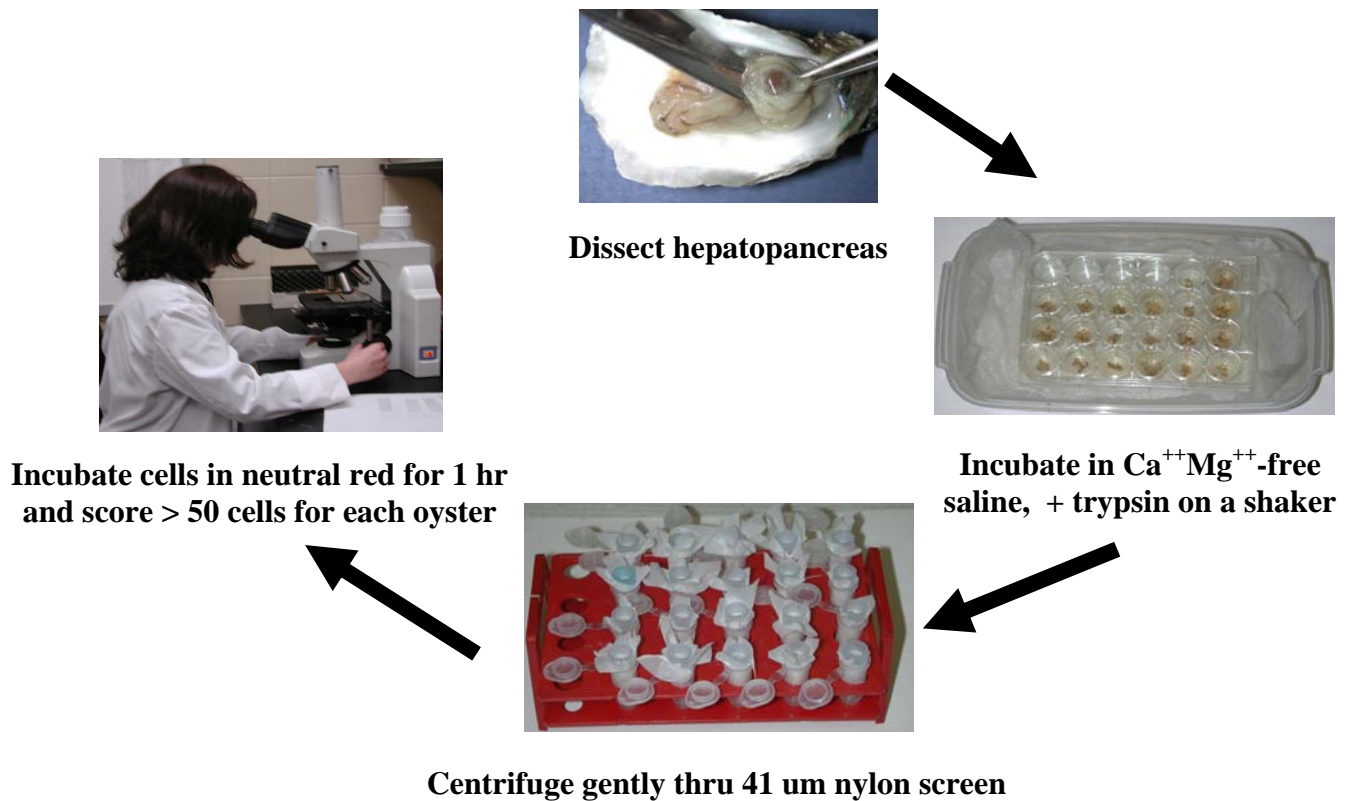 Dissect hepatopancreas
Incubate in Ca⁺⁺Mg⁺⁺-free
saline, + trypsin on a shaker
Centrifuge gently thru 41 um nylon screen
Incubate cells in neutral red for 1 hr
and score > 50 cells for each oyster